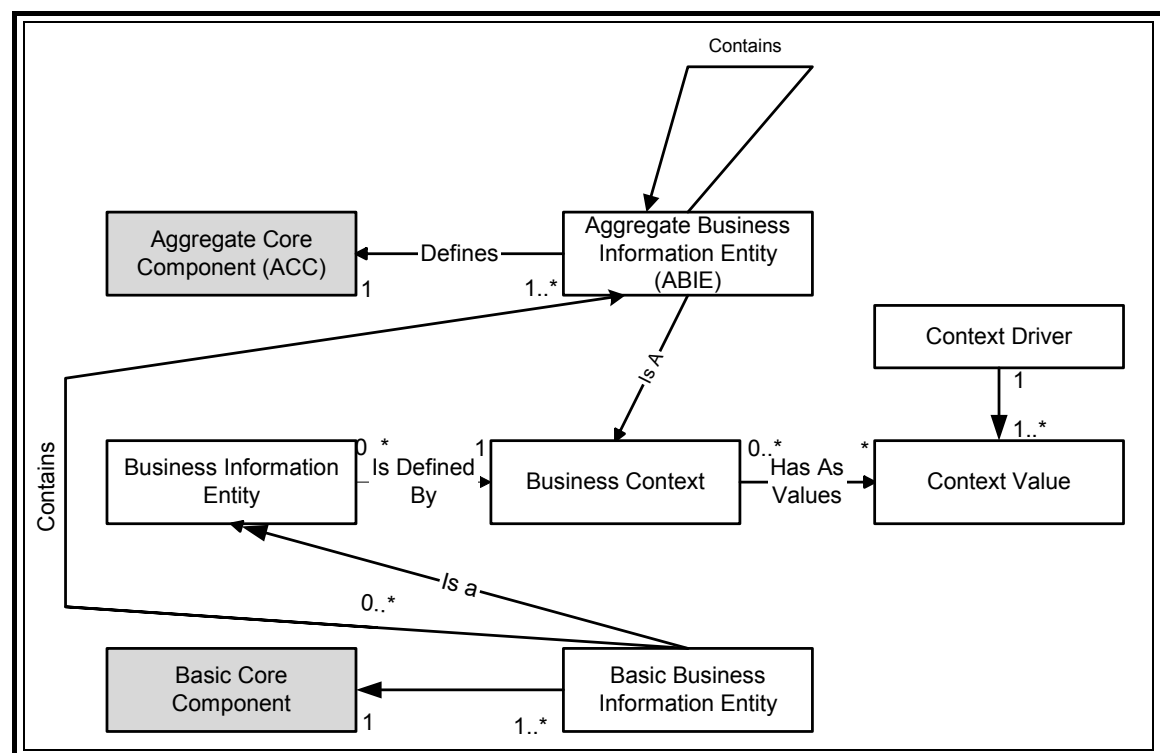 Contains
Aggregate Core
Component (ACC)
Defines
1
1..*
Aggregate Business
Information Entity
(ABIE)
Is A
Context Driver
1
1..*
Contains
Business Information
Entity
0..*
Is Defined
By
1
Business Context
0..*
Has As
Values
*
Context Value
Is a
0..*
Basic Core
Component
1
1..*
Basic Business
Information Entity